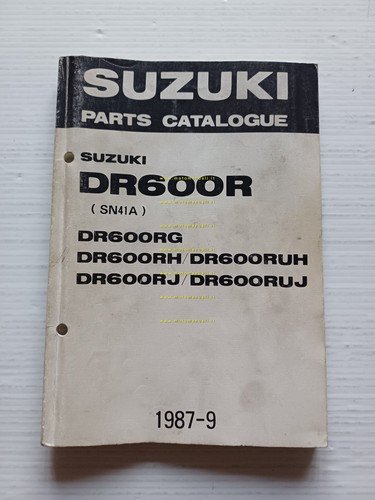 SUZUKI
PARTS CATALOGUE
SUZUKI
DR600R
( SN41A )
DR600RG
DR600RH/DR600RUH
DR600RJ/DR600RUJ
1987-9